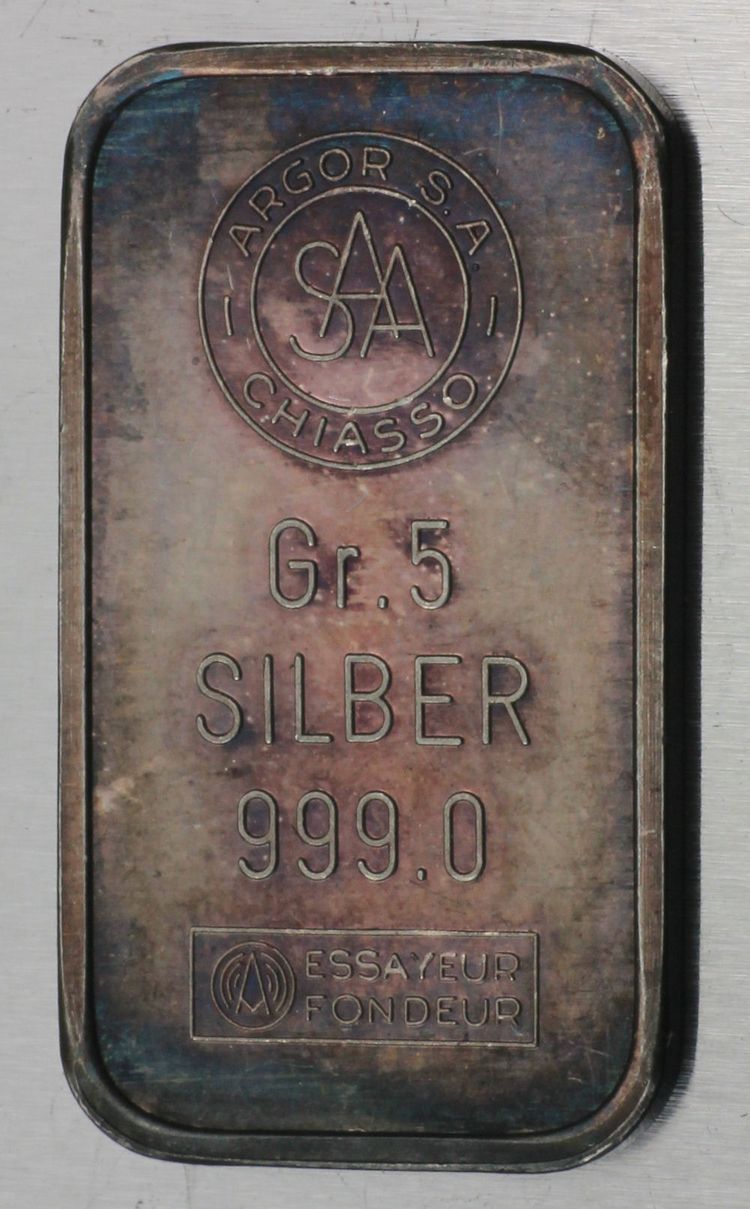 ARGOR S.A.
SAA
CHIASSO
Gr.5
SILBER
999.0
ESSAYEUR
FONDEUR